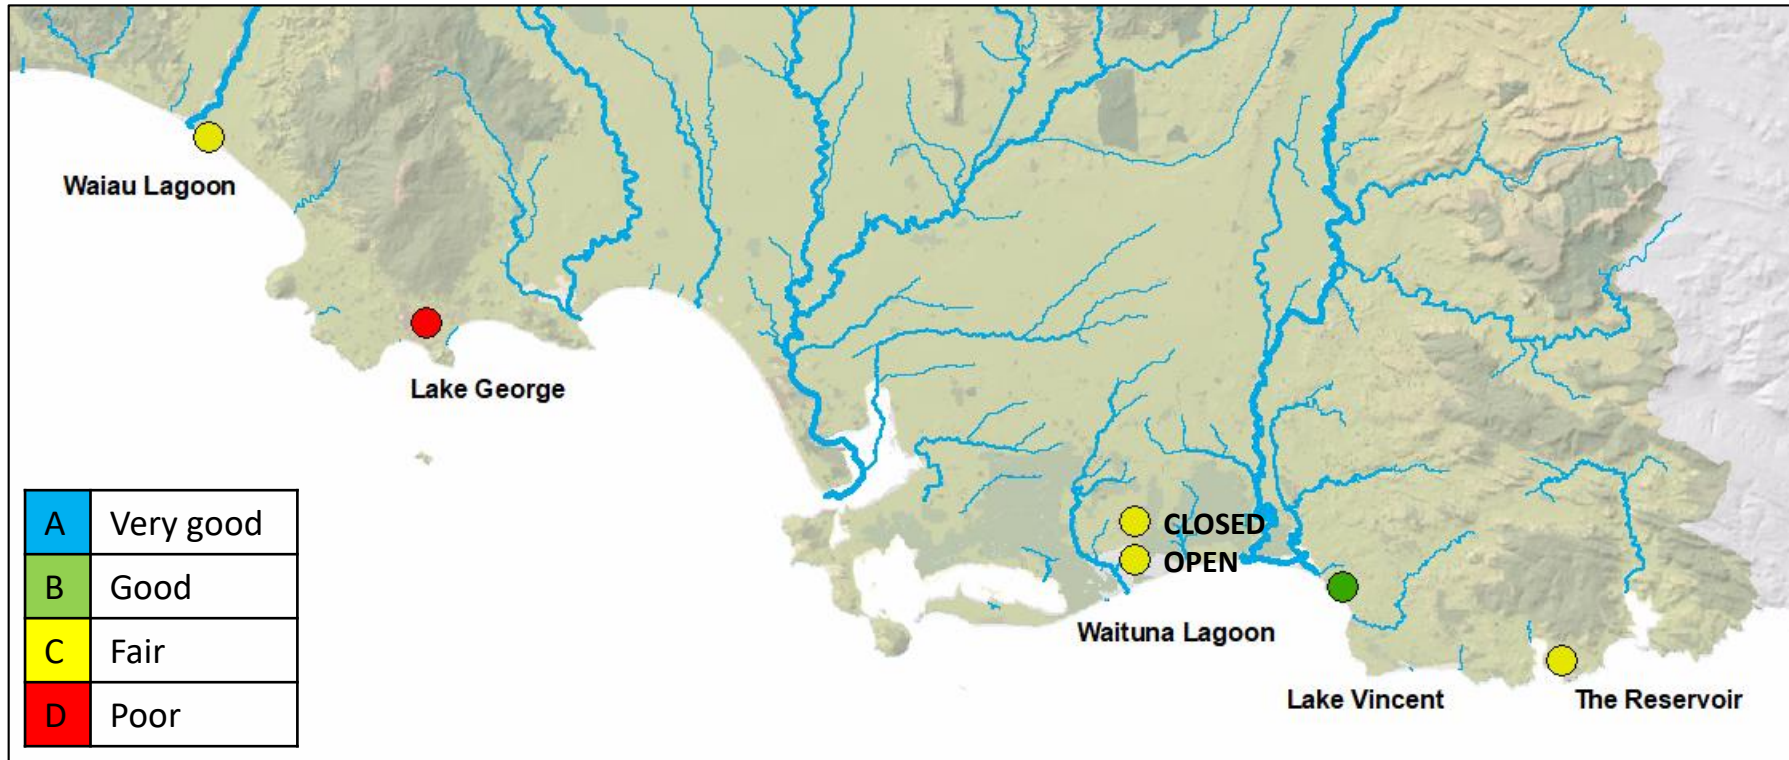 Waiau Lagoon
Lake George
CLOSED
OPEN
Waituna Lagoon
Lake Vincent
The Reservoir
A Very good
B Good
C Fair
D Poor